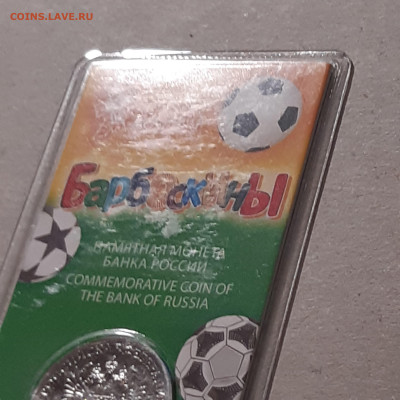 COINS.LAVE.RU
Барбоскины
ПАМЯТНАЯ МОНЕТА
БАНКА РОССИИ
COMMEMORATIVE COIN OF
THE BANK OF RUSSIA